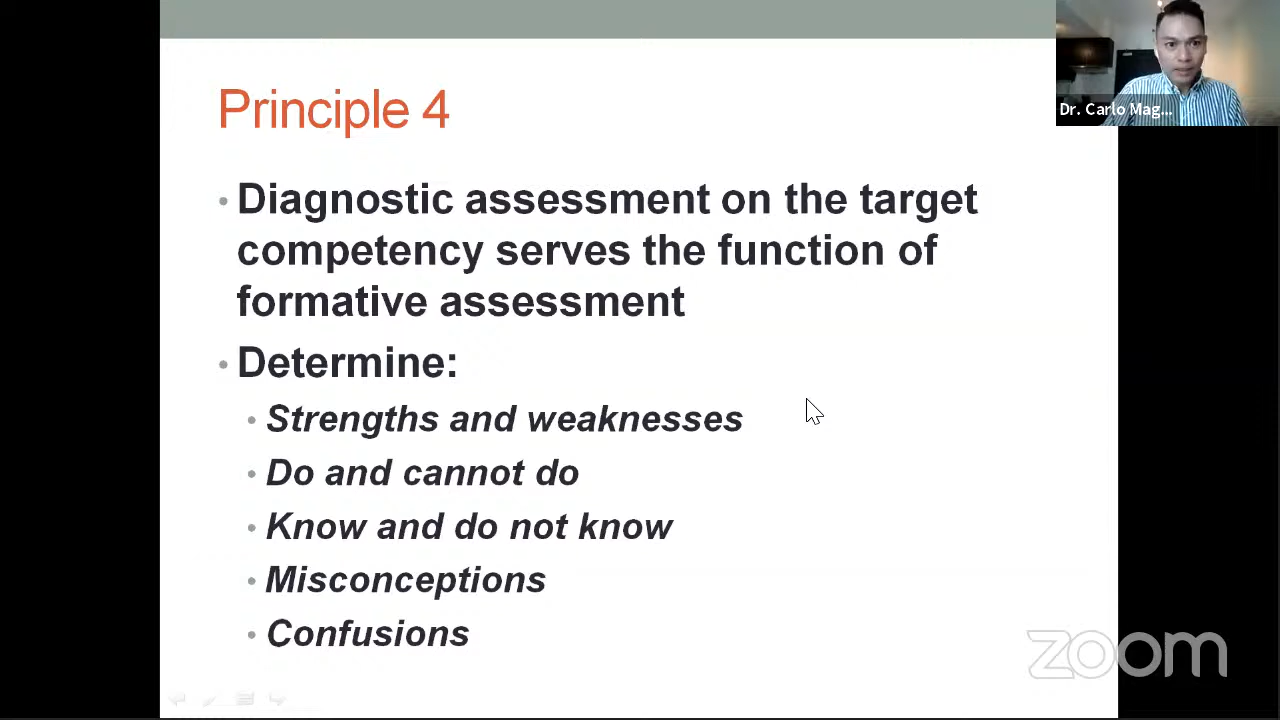 Principle 4
Dr. Carlo Mag...
• Diagnostic assessment on the target
competency serves the function of
formative assessment
• Determine:
• Strengths and weaknesses
• Do and cannot do
• Know and do not know
• Misconceptions
• Confusions
zoom